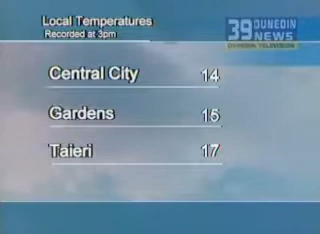 Local Temperatures
Recorded at 3pm
39 DUNEDIN NEWS
DUNEDIN TELEVISION
Central City 14
Gardens 15
Taieri 17